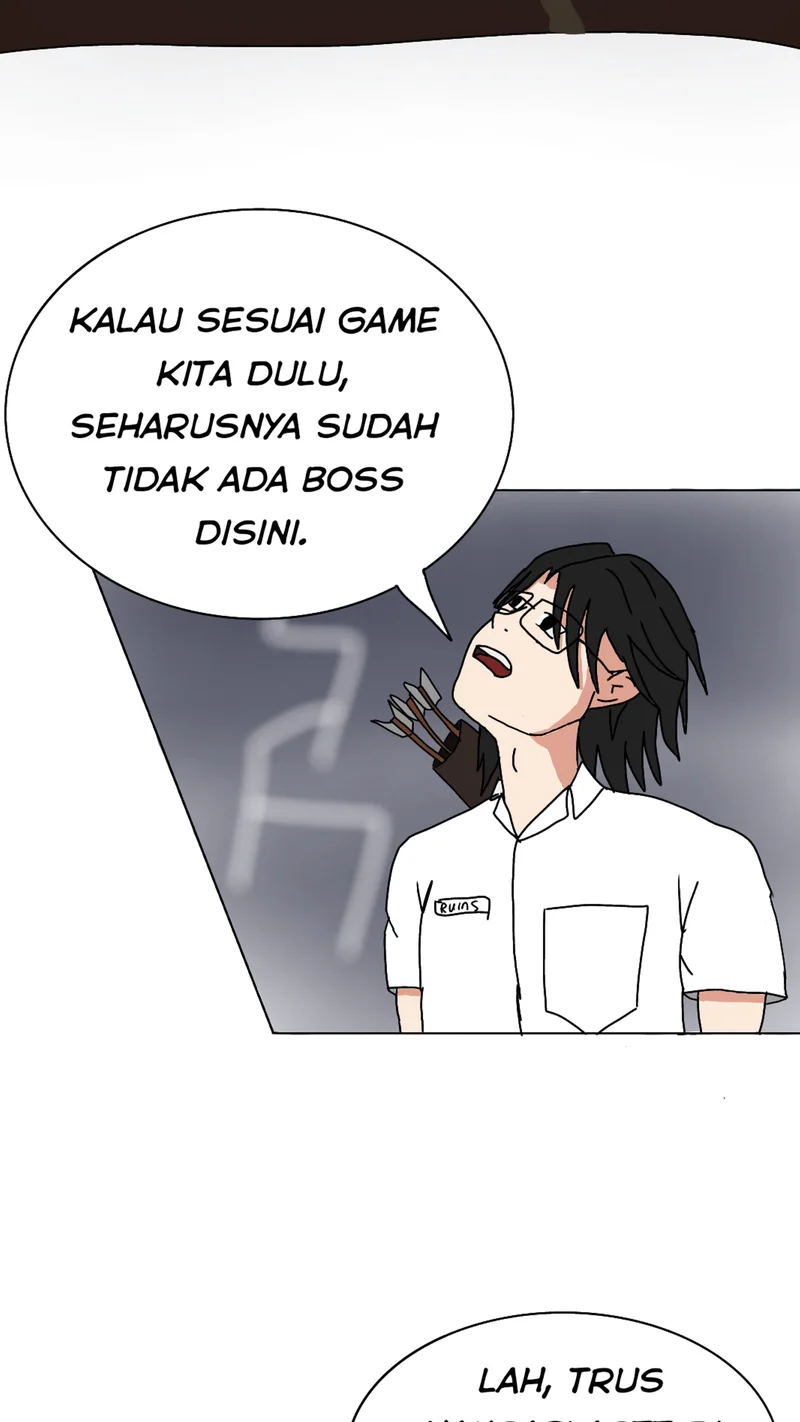 KALAU SESUAI GAME
KITA DULU,
SEHARUSNYA SUDAH
TIDAK ADA BOSS
DISINI.
RUINS
LAH, TRUS